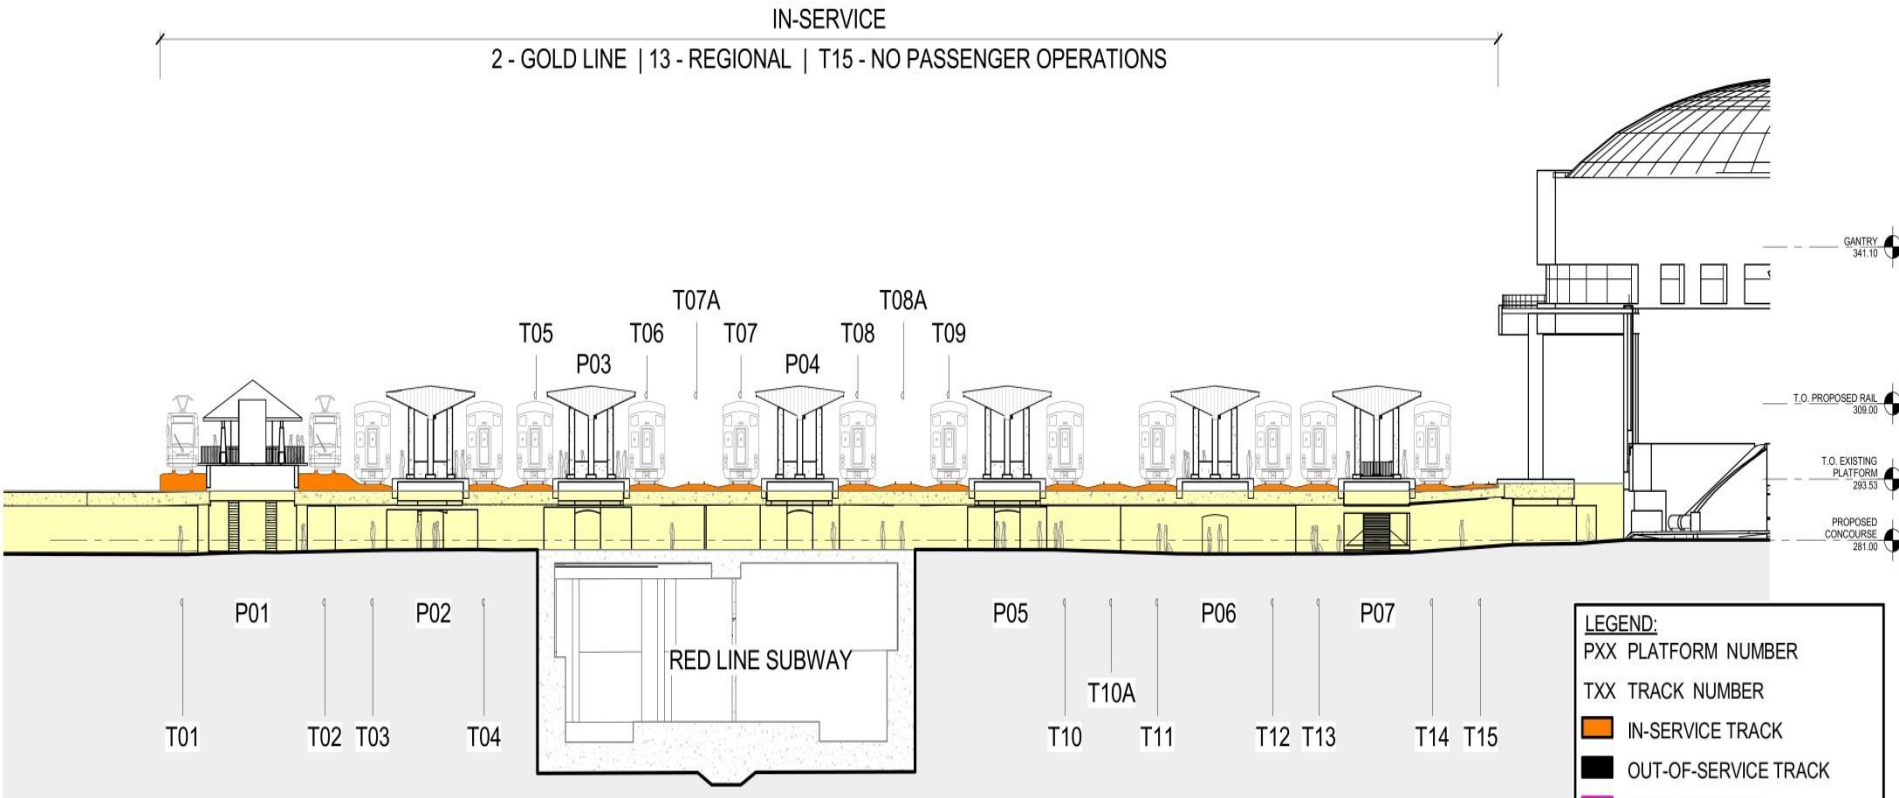 IN-SERVICE
2 - GOLD LINE | 13 - REGIONAL | T15 - NO PASSENGER OPERATIONS
GANTRY
341.10
T07A
T08A
T05
T06
T07
T08
T09
P03
P04
T.O. PROPOSED RAIL
309.00
T.O. EXISTING
PLATFORM
293.53
PROPOSED
CONCOURSE
281.00
P01
P02
P05
P06
P07
RED LINE SUBWAY
T10A
T01
T02
T03
T04
T10
T11
T12
T13
T14
T15
LEGEND:
PXX PLATFORM NUMBER
TXX TRACK NUMBER
IN-SERVICE TRACK
OUT-OF-SERVICE TRACK